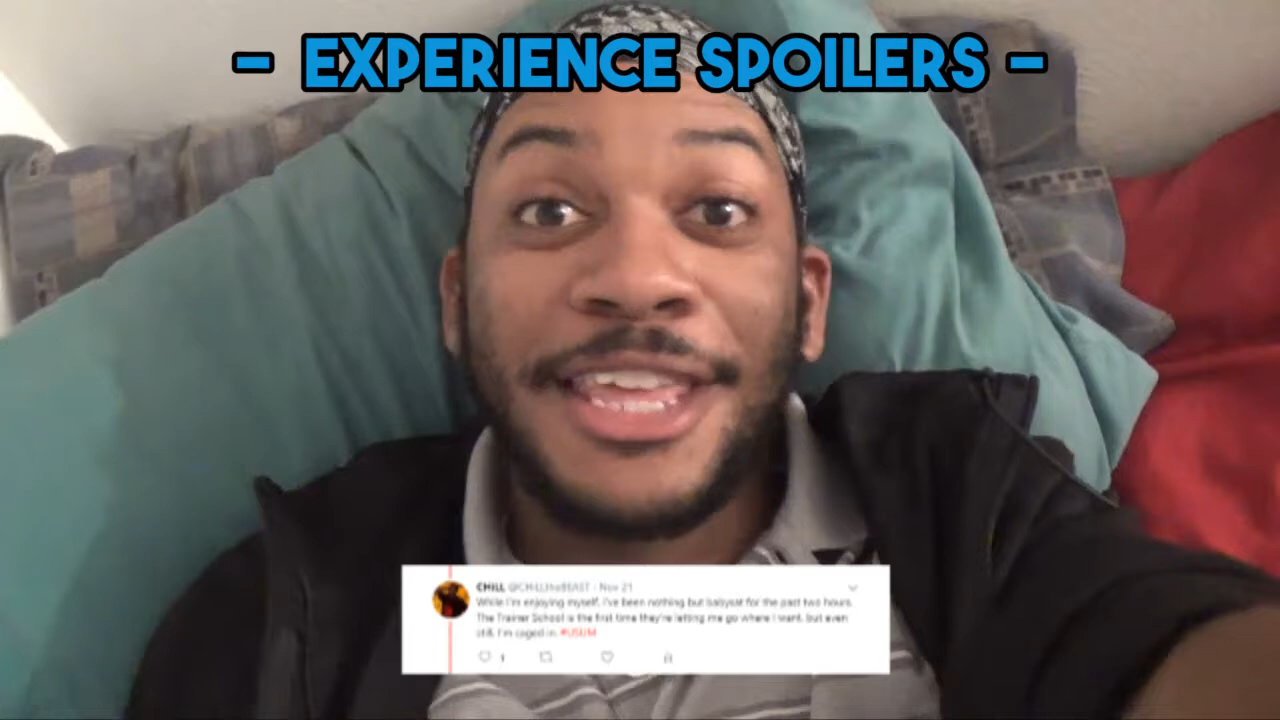 - EXPERIENCE SPOILERS -
CHiLL @CHiLLtheBEAST · Nov 21
While I'm enjoying myself, I've been nothing but babysat for the past two hours.
The Trainer School is the first time they're letting me go where I want, but even
still, I'm caged in. #USUM
1